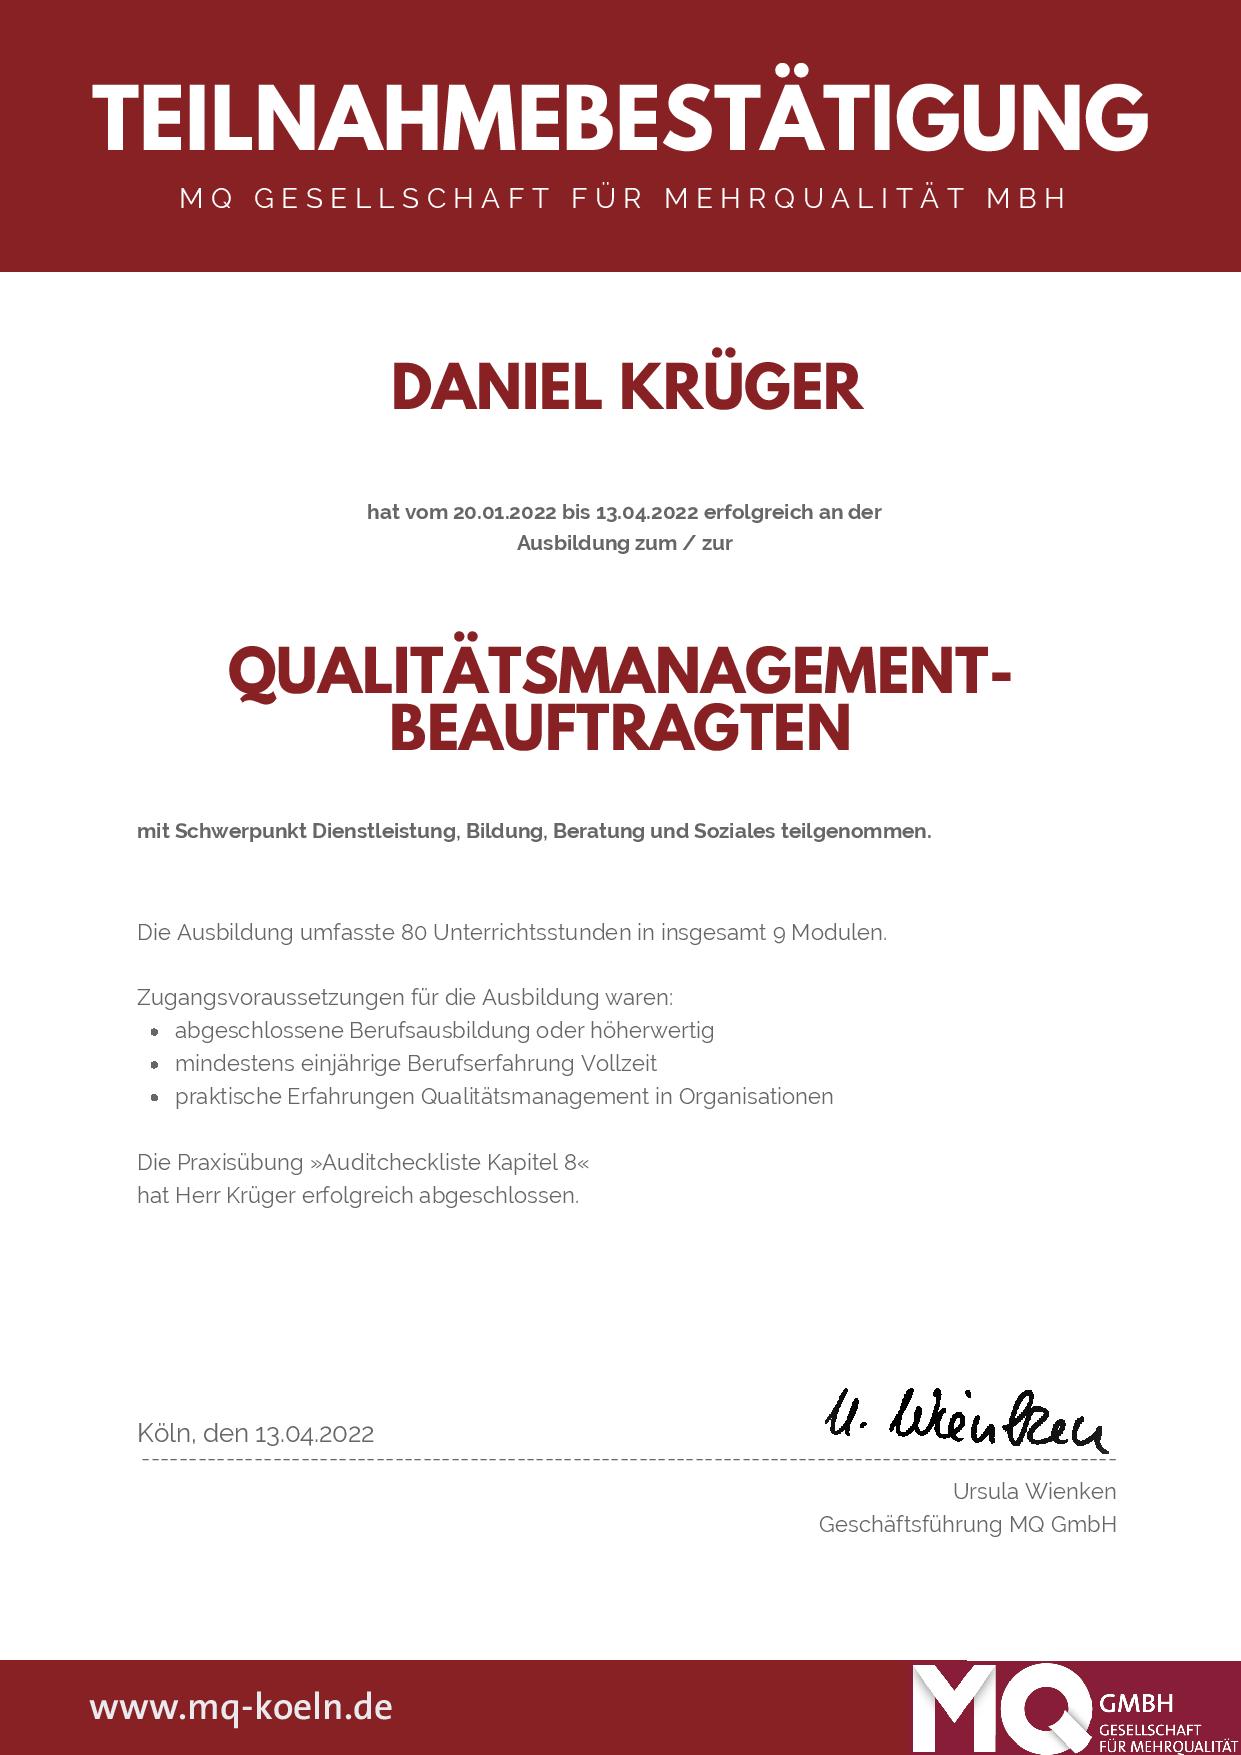 TEILNAHMEBESTÄTIGUNG
MQ GESELLSCHAFT FÜR MEHRQUALITÄT MBH
DANIEL KRÜGER
hat vom 20.01.2022 bis 13.04.2022 erfolgreich an der
Ausbildung zum / zur
QUALITÄTSMANAGEMENT-
BEAUFTRAGTEN
mit Schwerpunkt Dienstleistung, Bildung, Beratung und Soziales teilgenommen.
Die Ausbildung umfasste 80 Unterrichtsstunden in insgesamt 9 Modulen.
Zugangsvoraussetzungen für die Ausbildung waren:
• abgeschlossene Berufsausbildung oder höherwertig
• mindestens einjährige Berufserfahrung Vollzeit
• praktische Erfahrungen Qualitätsmanagement in Organisationen
Die Praxisübung »Auditcheckliste Kapitel 8«
hat Herr Krüger erfolgreich abgeschlossen.
U. Wienken
Köln, den 13.04.2022
Ursula Wienken
Geschäftsführung MQ GmbH
www.mq-koeln.de
MQ GMBH
GESELLSCHAFT
FÜR MEHRQUALITÄT